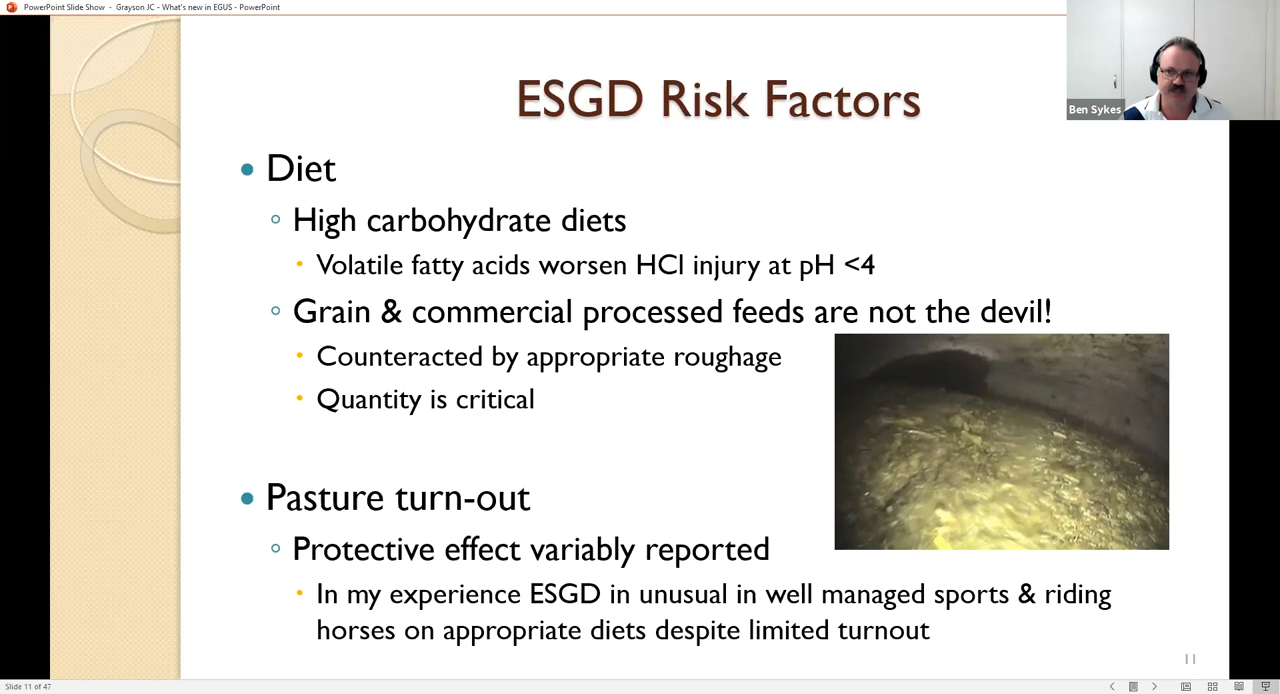 PowerPoint Slide Show - Grayson JC - What's new in EGUS - PowerPoint
Ben Sykes
ESGD Risk Factors
Diet
High carbohydrate diets
Volatile fatty acids worsen HCl injury at pH <4
Grain & commercial processed feeds are not the devil!
Counteracted by appropriate roughage
Quantity is critical
Pasture turn-out
Protective effect variably reported
In my experience ESGD in unusual in well managed sports & riding
horses on appropriate diets despite limited turnout
11
Slide 11 of 47